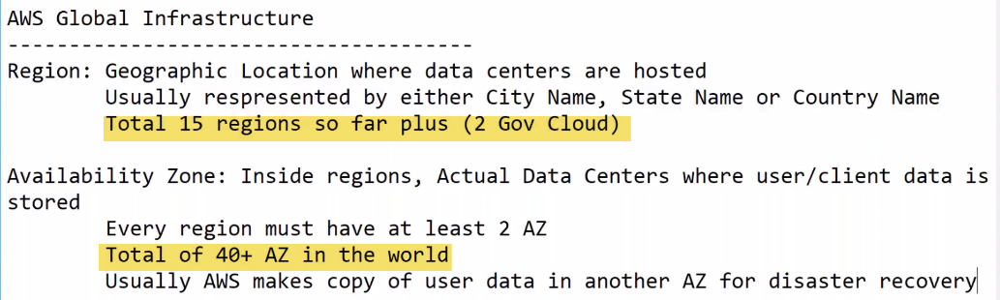 AWS Global Infrastructure
--------------------------------------
Region: Geographic Location where data centers are hosted
Usually respresented by either City Name, State Name or Country Name
Total 15 regions so far plus (2 Gov Cloud)
Availability Zone: Inside regions, Actual Data Centers where user/client data is
stored
Every region must have at least 2 AZ
Total of 40+ AZ in the world
Usually AWS makes copy of user data in another AZ for disaster recovery